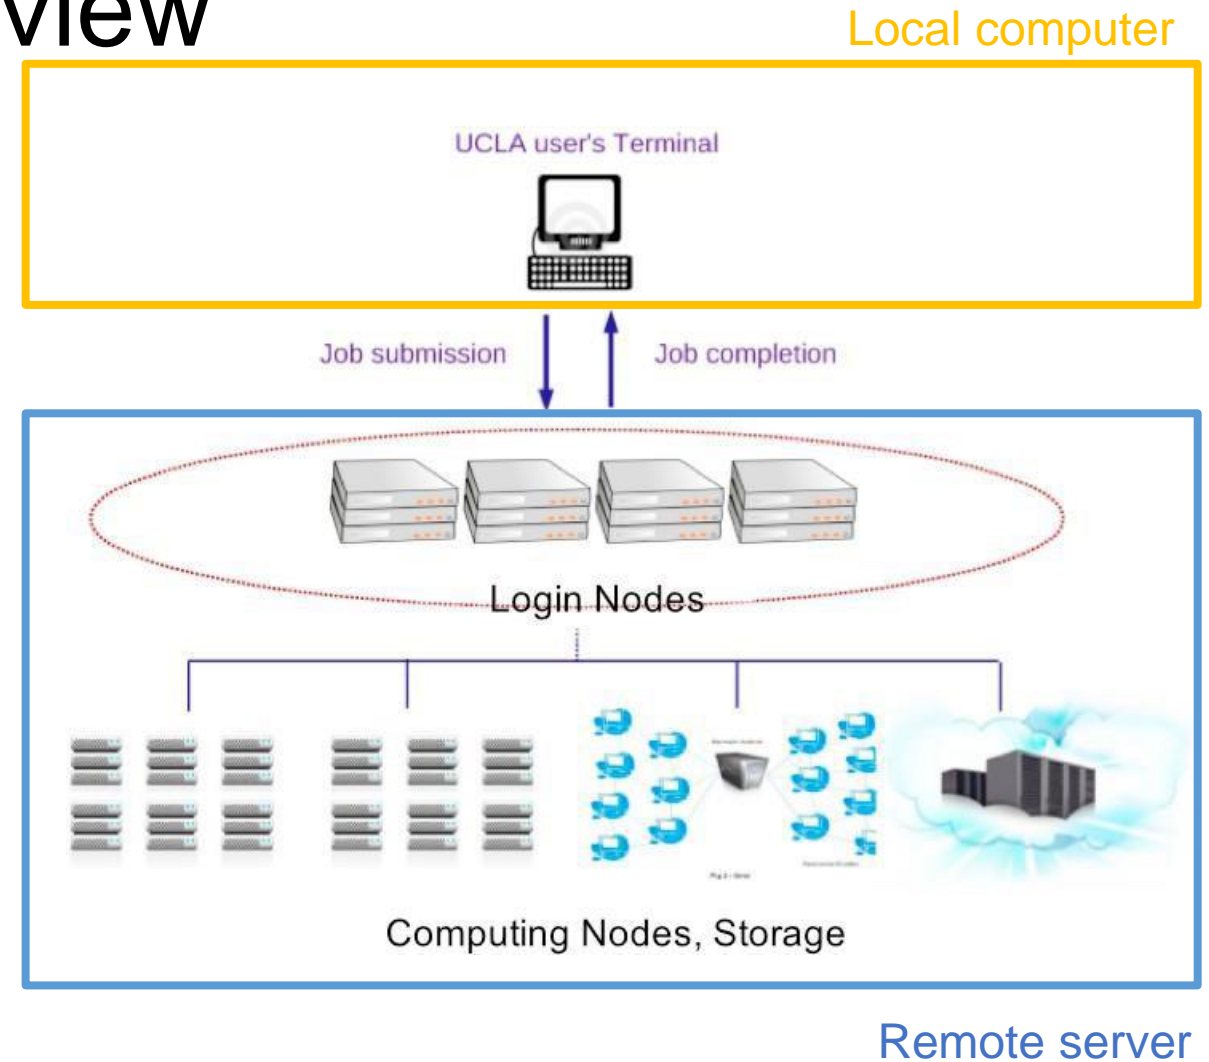 view
Local computer
UCLA user's Terminal
Job submission
Job completion
Login Nodes
Computing Nodes, Storage
Remote server